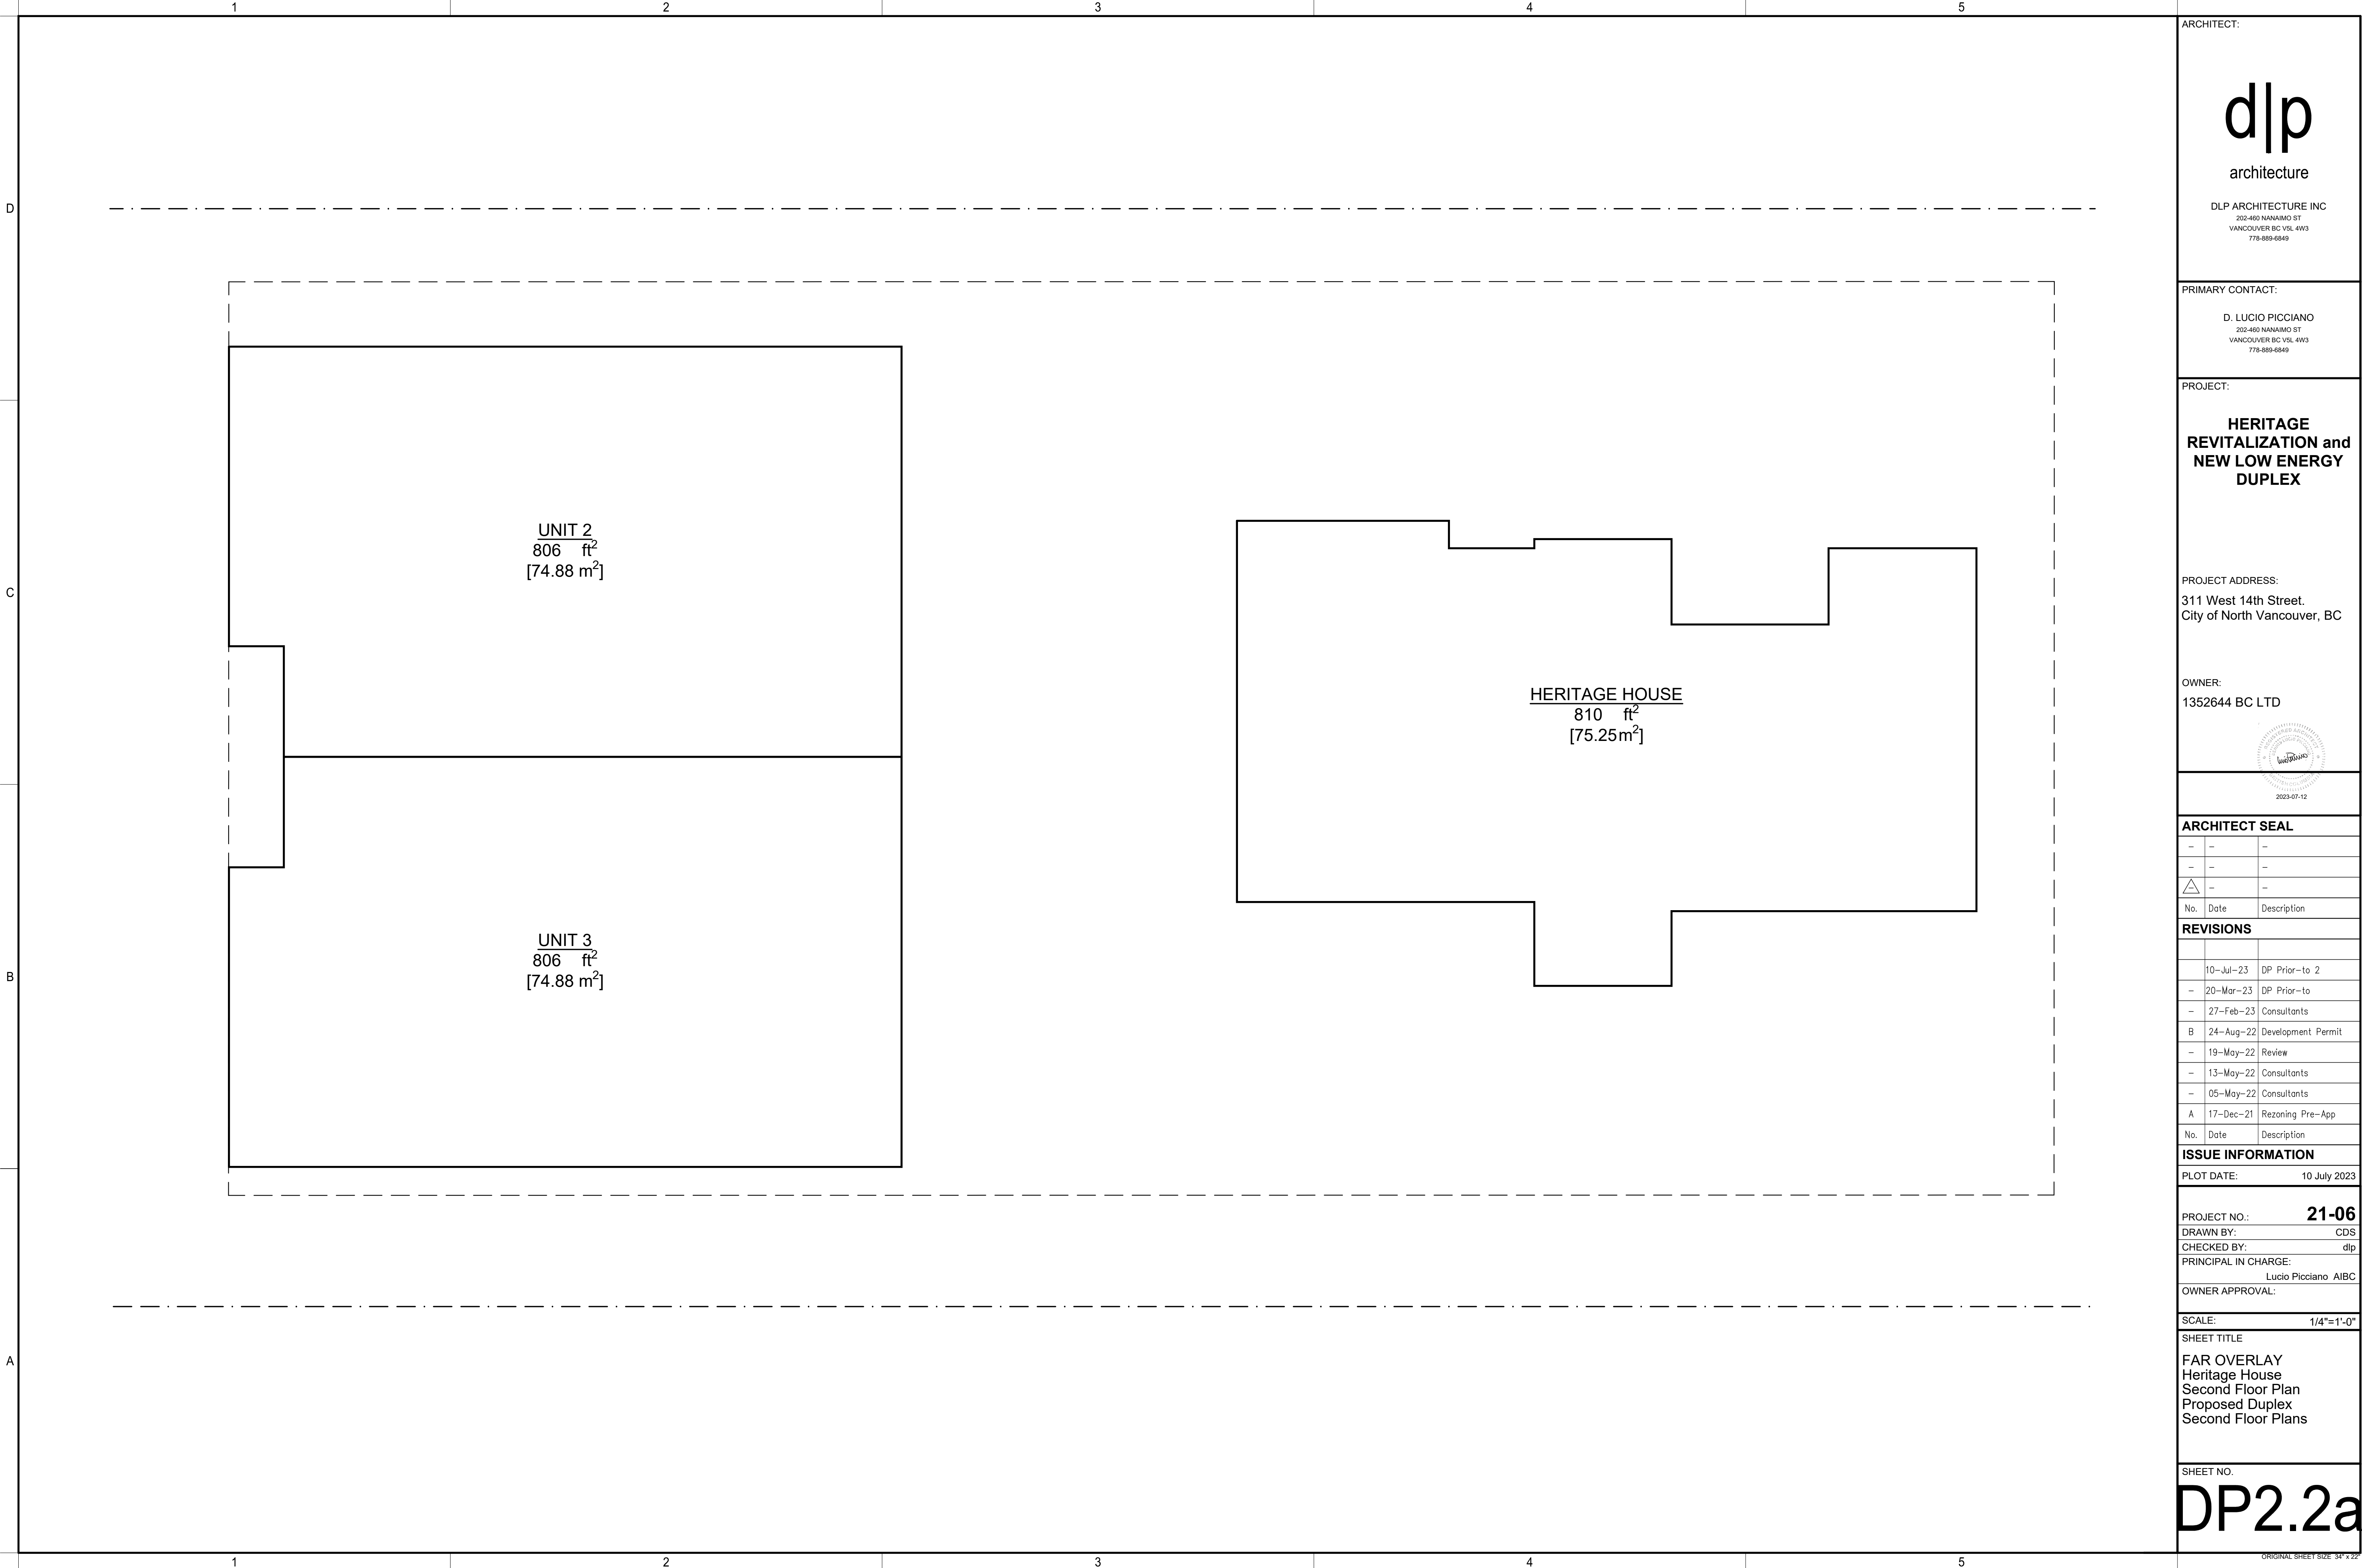 1 2 3 4 5
D
C
B
A
UNIT 2
806 ft2
[74.88 m2]
UNIT 3
806 ft2
[74.88 m2]
HERITAGE HOUSE
810 ft2
[75.25m2]
1 2 3 4 5
ARCHITECT:
d|p
architecture
DLP ARCHITECTURE INC
202-460 NANAIMO ST
VANCOUVER BC V5L 4W3
778-889-6849
PRIMARY CONTACT:
D. LUCIO PICCIANO
202-460 NANAIMO ST
VANCOUVER BC V5L 4W3
778-889-6849
PROJECT:
HERITAGE
REVITALIZATION and
NEW LOW ENERGY
DUPLEX
PROJECT ADDRESS:
311 West 14th Street.
City of North Vancouver, BC
OWNER:
1352644 BC LTD
REGISTERED ARCHITECT
2023-07-12
ARCHITECT SEAL
– – –
– – –
– – –
No. Date Description
REVISIONS
10-Jul-23 DP Prior-to 2
– 20-Mar-23 DP Prior-to
– 27-Feb-23 Consultants
B 24-Aug-22 Development Permit
– 19-May-22 Review
– 13-May-22 Consultants
– 05-May-22 Consultants
A 17-Dec-21 Rezoning Pre-App
No. Date Description
ISSUE INFORMATION
PLOT DATE: 10 July 2023
PROJECT NO.: 21-06
DRAWN BY: CDS
CHECKED BY: dlp
PRINCIPAL IN CHARGE:
Lucio Picciano AIBC
OWNER APPROVAL:
SCALE: 1/4"=1'-0"
SHEET TITLE
FAR OVERLAY
Heritage House
Second Floor Plan
Proposed Duplex
Second Floor Plans
SHEET NO.
DP2.2a
ORIGINAL SHEET SIZE 34" x 22"